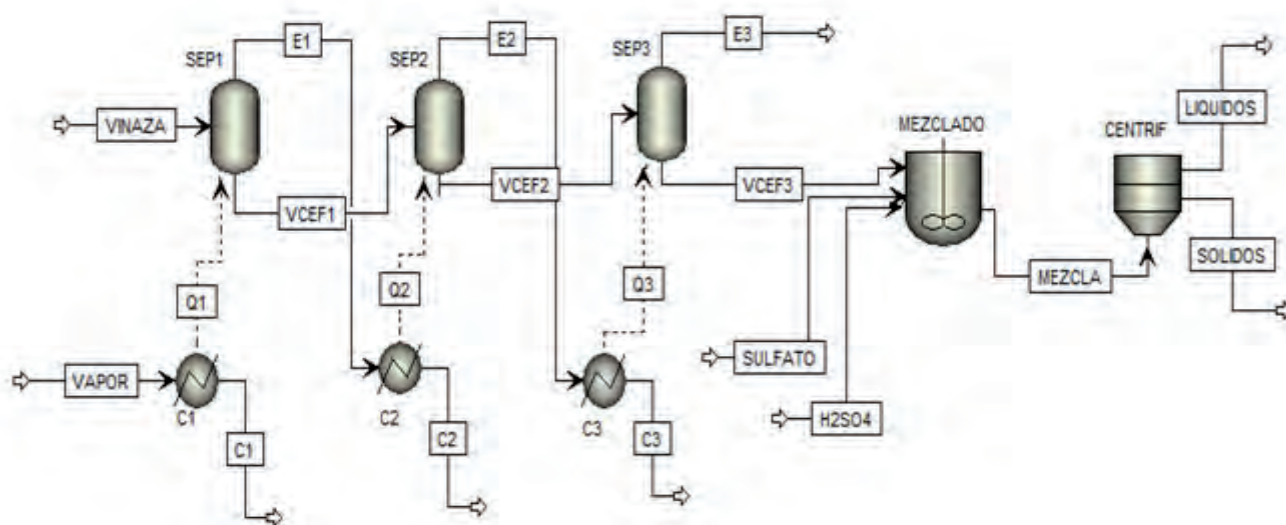 E1
E2
E3
SEP1
SEP2
SEP3
LIQUIDOS
VINAZA
MEZCLADO
CENTRIF
VCEF1
VCEF2
VCEF3
SOLIDOS
Q1
Q2
Q3
MEZCLA
VAPOR
SULFATO
C1
C2
C3
H2SO4
C1
C2
C3